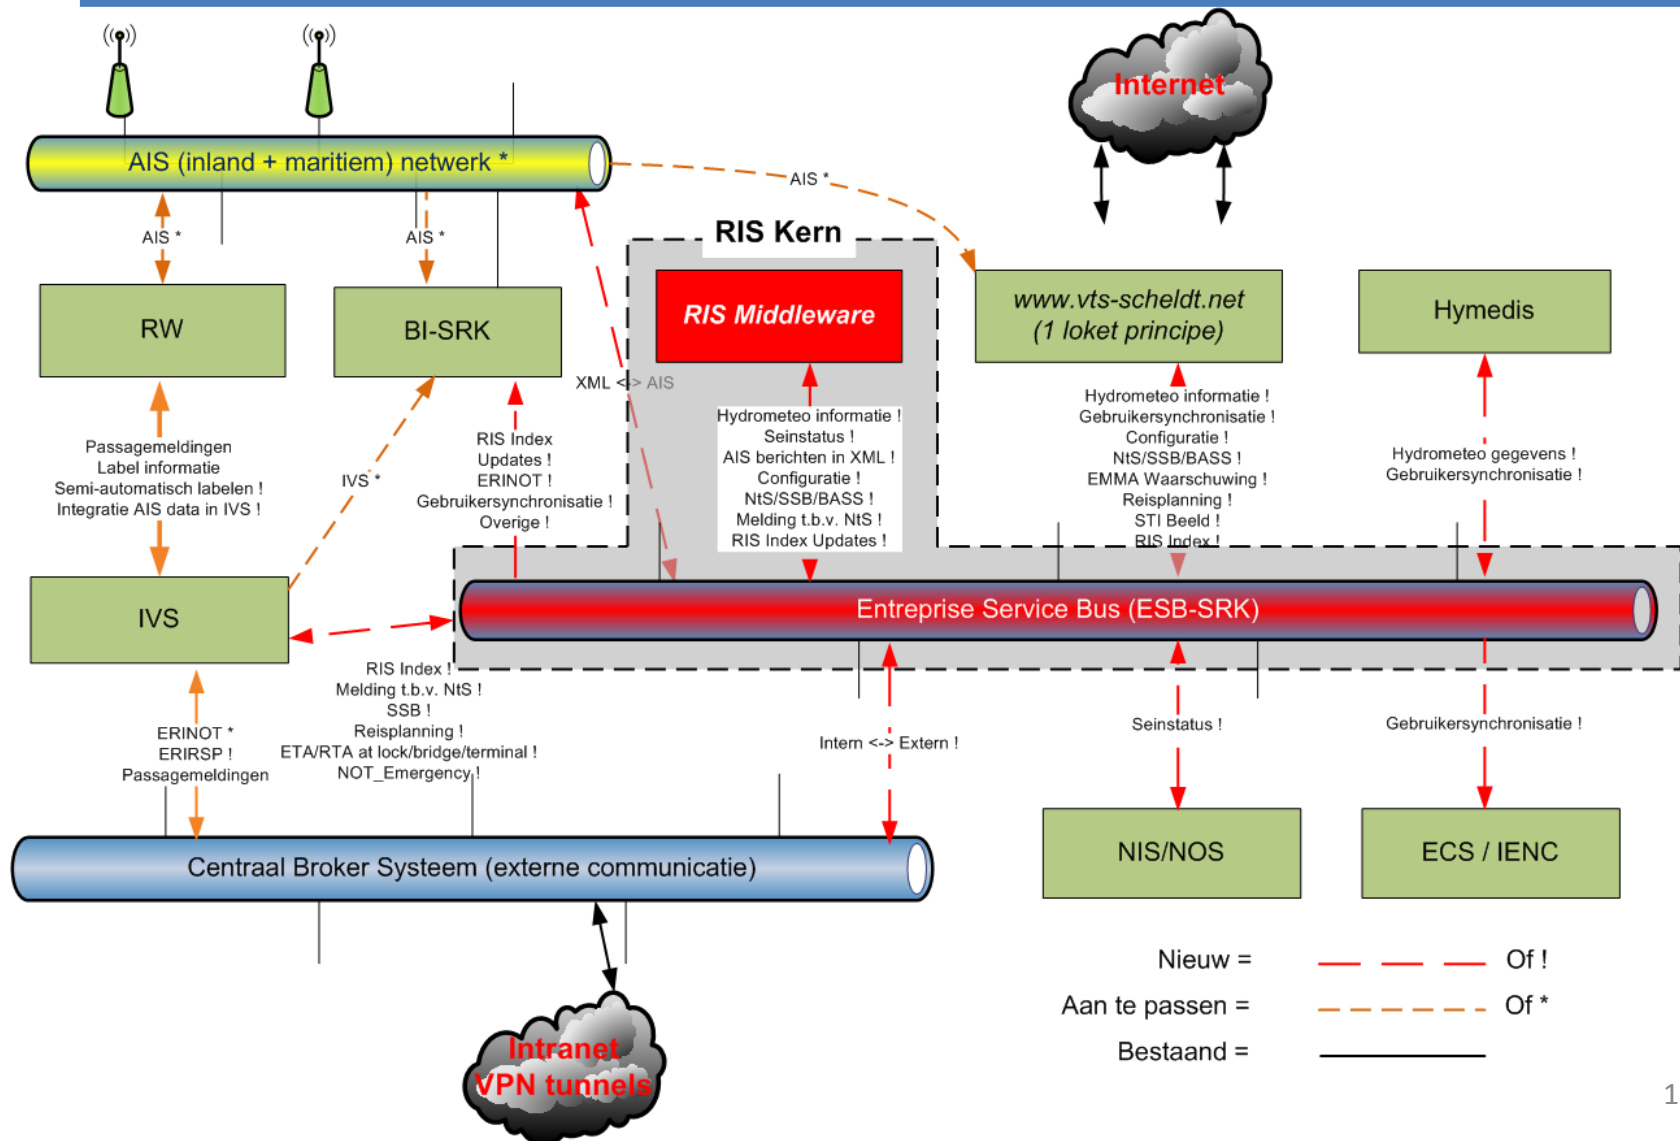 Internet
AIS (inland + maritiem) netwerk *
AIS *
AIS *
AIS *
RIS Kern
RW
BI-SRK
RIS Middleware
www.vts-scheldt.net
(1 loket principe)
Hymedis
XML <-> AIS
Passagemeldingen
Label informatie
Semi-automatisch labelen !
Integratie AIS data in IVS !
IVS *
RIS Index
Updates !
ERINOT !
Gebruikersynchronisatie !
Overige !
Hydrometeo informatie !
Seinstatus !
AIS berichten in XML !
Configuratie !
NtS/SSB/BASS !
Melding t.b.v. NtS !
RIS Index Updates !
Hydrometeo informatie !
Gebruikersynchronisatie !
Configuratie !
NtS/SSB/BASS !
EMMA Waarschuwing !
Reisplanning !
STI Beeld !
RIS Index !
Hydrometeo gegevens !
Gebruikersynchronisatie !
IVS
Entreprise Service Bus (ESB-SRK)
RIS Index !
Melding t.b.v. NtS !
SSB !
Reisplanning !
ETA/RTA at lock/bridge/terminal !
NOT_Emergency !
ERINOT *
ERIRSP !
Passagemeldingen
Intern <-> Extern !
Seinstatus !
Gebruikersynchronisatie !
Centraal Broker Systeem (externe communicatie)
NIS/NOS
ECS / IENC
Nieuw = Of !
Aan te passen = Of *
Bestaand =
Intranet
VPN tunnels
1